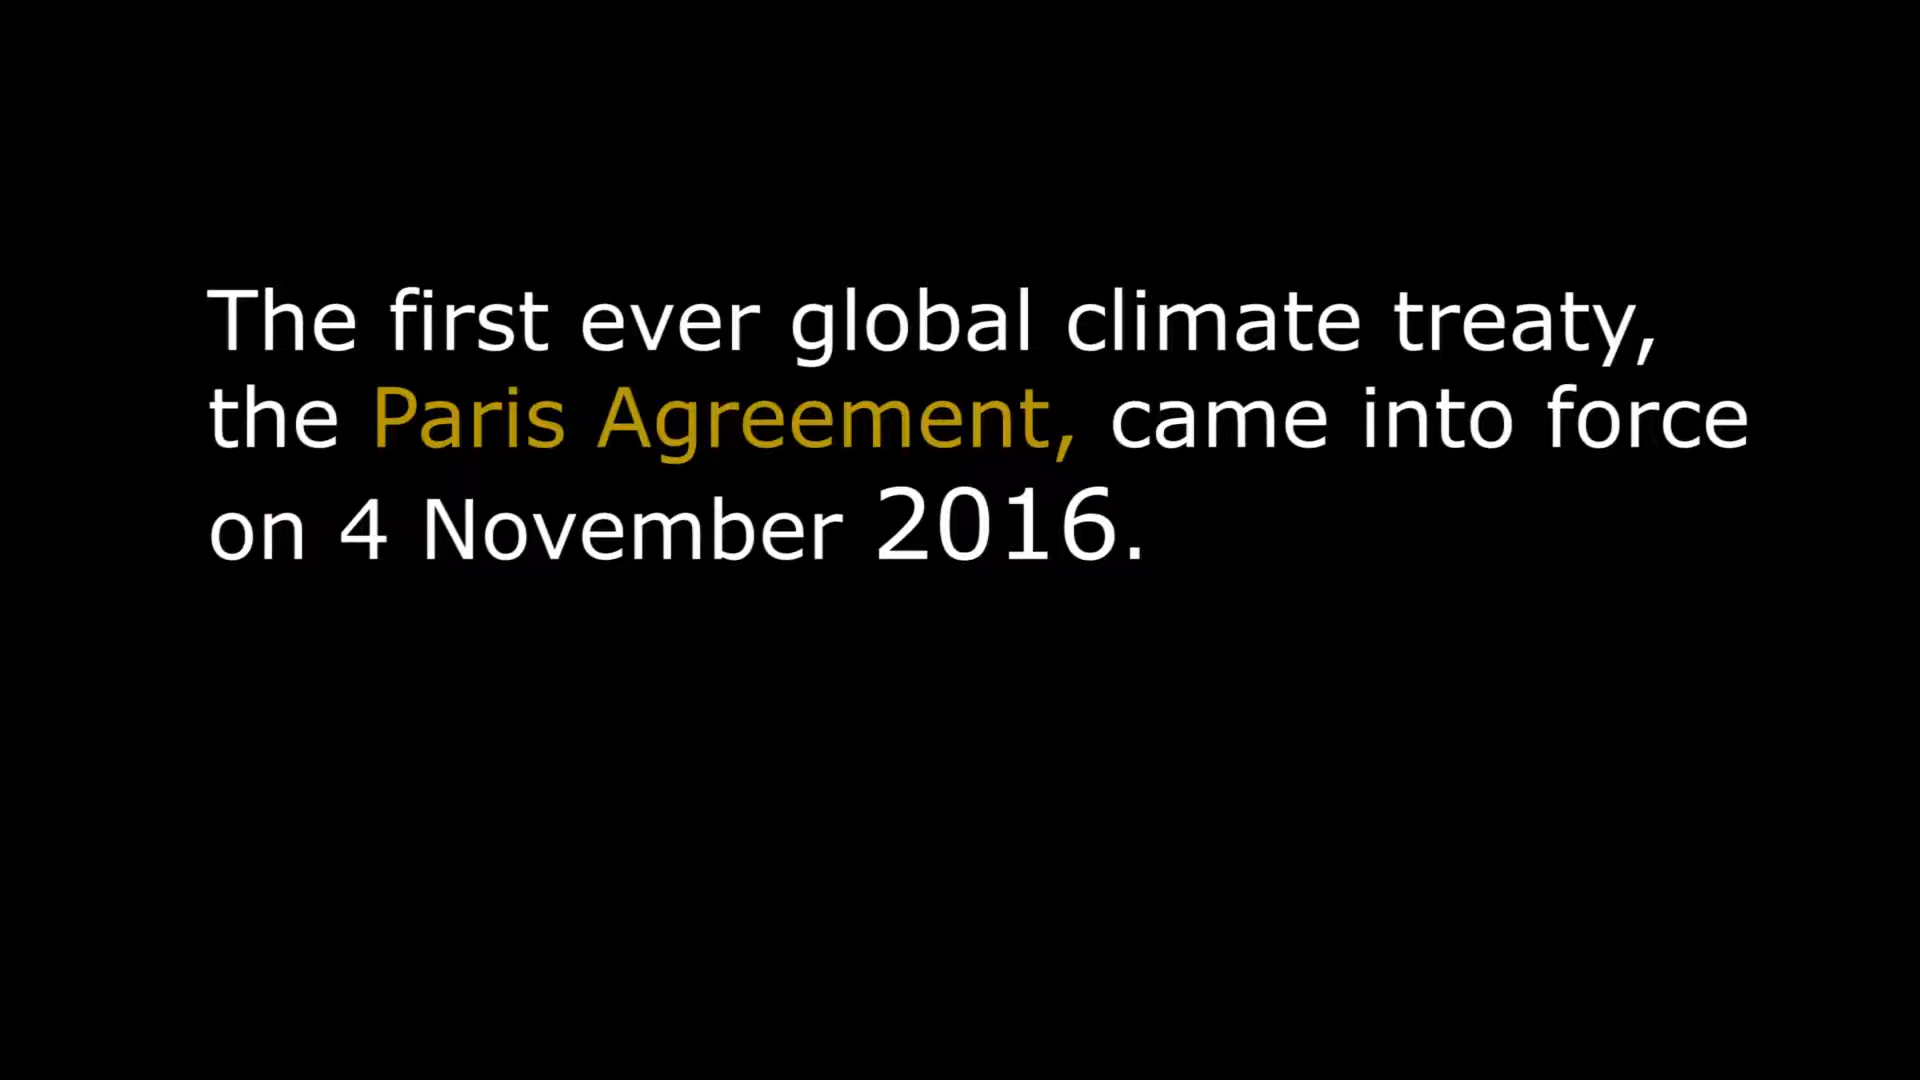 The first ever global climate treaty,
the Paris Agreement, came into force
on 4 November 2016.